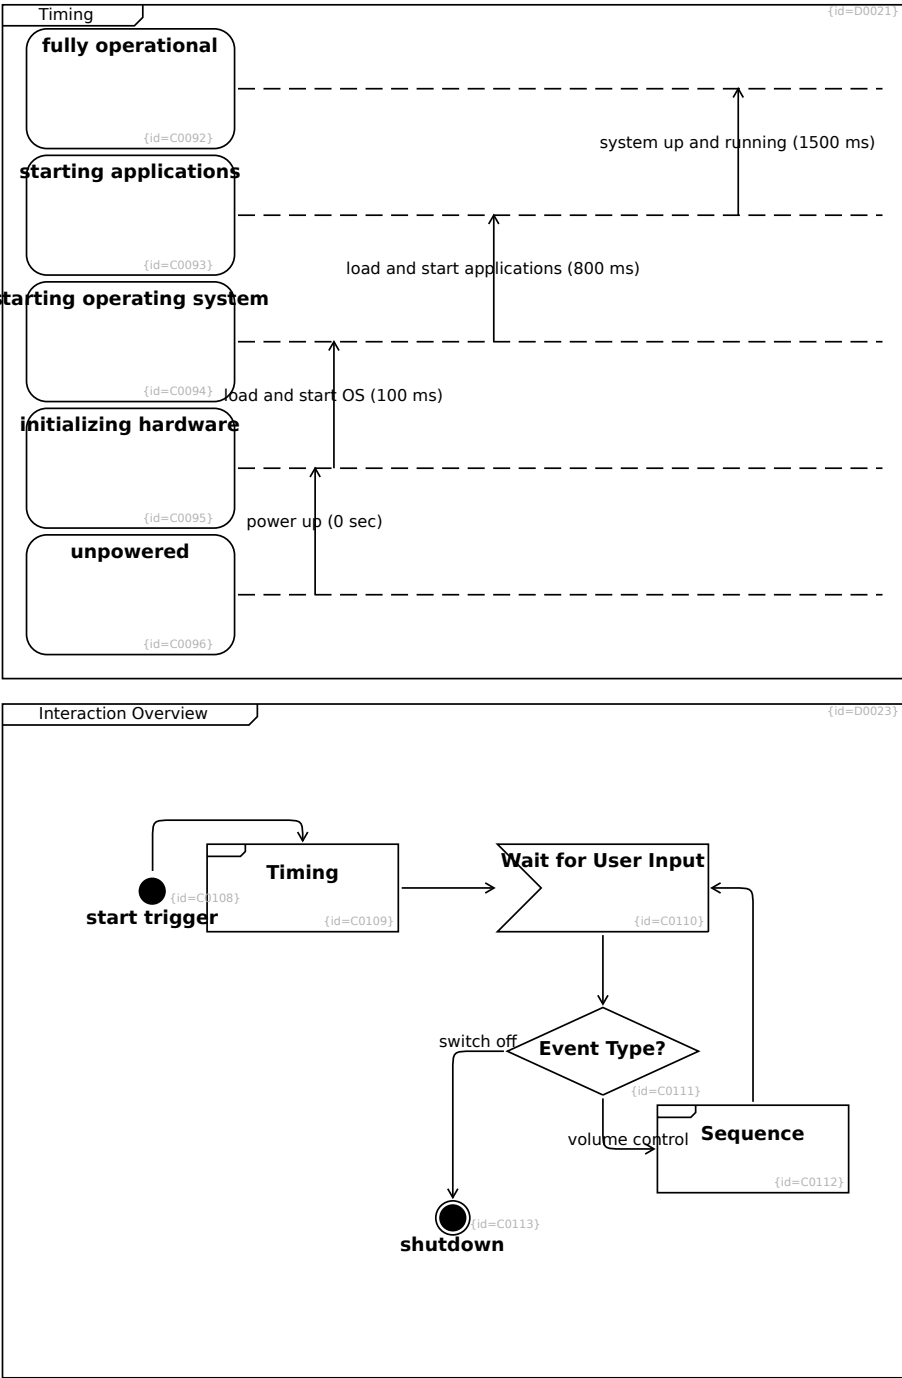 Timing
{id=D0021}
fully operational
{id=C0092}
system up and running (1500 ms)
starting applications
{id=C0093}
load and start applications (800 ms)
starting operating system
{id=C0094}
load and start OS (100 ms)
initializing hardware
{id=C0095}
power up (0 sec)
unpowered
{id=C0096}
Interaction Overview
{id=D0023}
start trigger
{id=C0108}
Timing
{id=C0109}
Wait for User Input
{id=C0110}
switch off
Event Type?
{id=C0111}
volume control
Sequence
{id=C0112}
{id=C0113}
shutdown